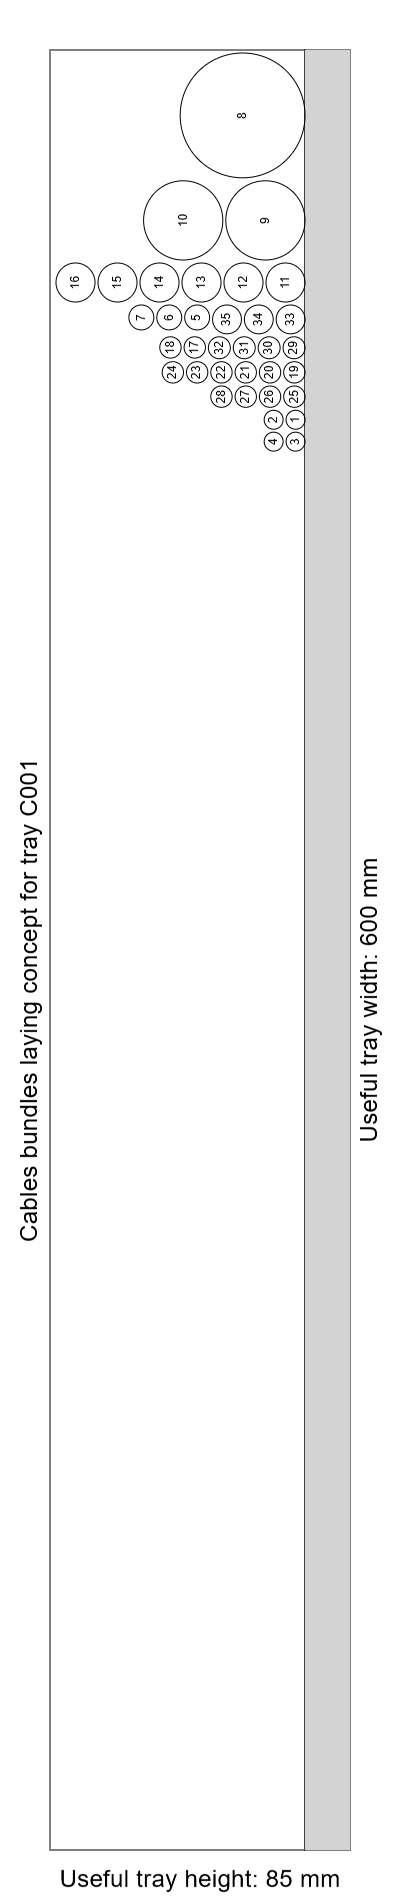 8
10 9
16 15 14 13 12 11
7 6 5 35 34 33
18 17 32 31 30 29
24 23 22 21 20 19
28 27 26 25
2 1
4 3
Cables bundles laying concept for tray C001
Useful tray width: 600 mm
Useful tray height: 85 mm